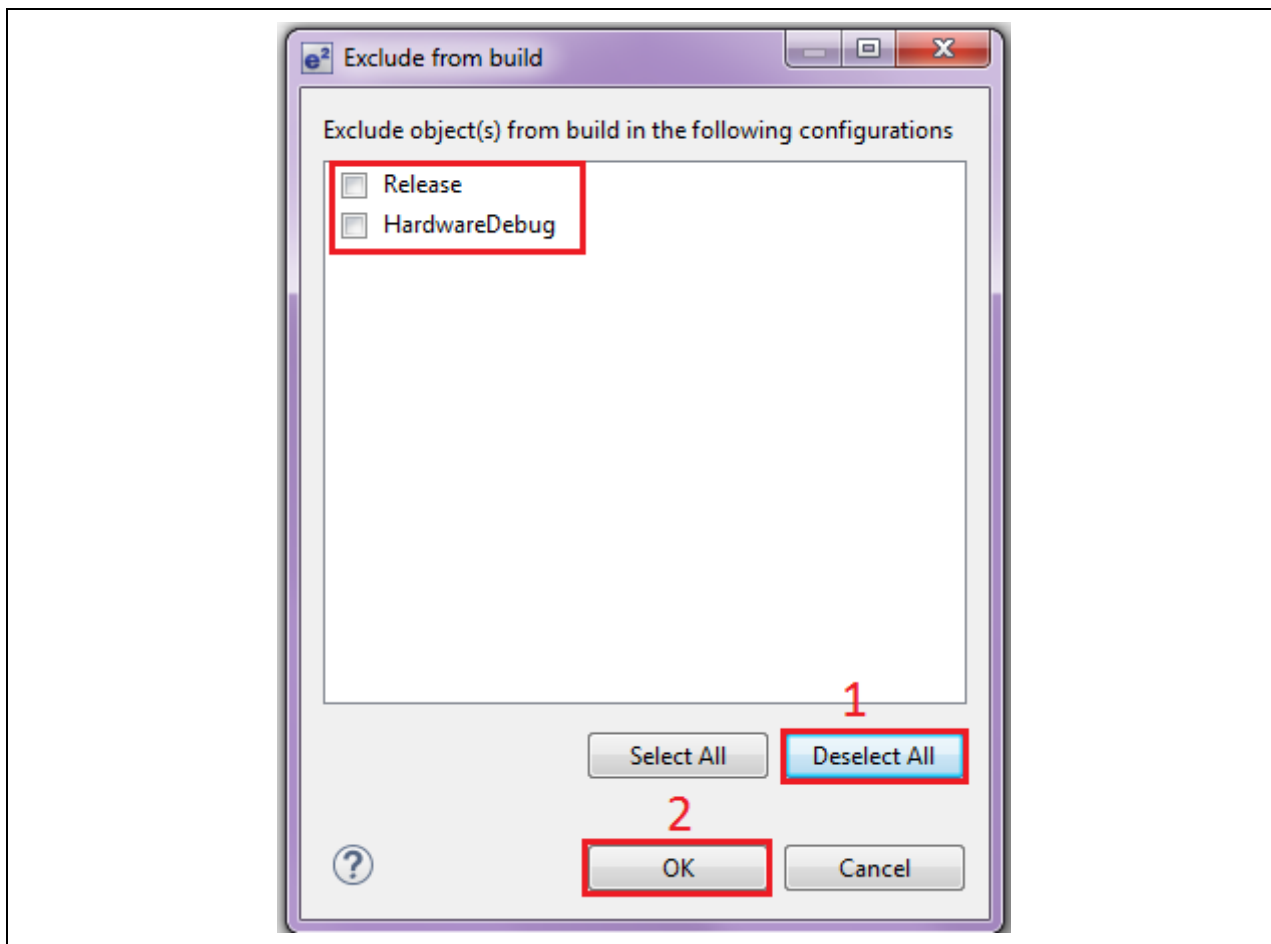 e² Exclude from build
Exclude object(s) from build in the following configurations
Release
HardwareDebug
1
Select All Deselect All
2
? OK Cancel